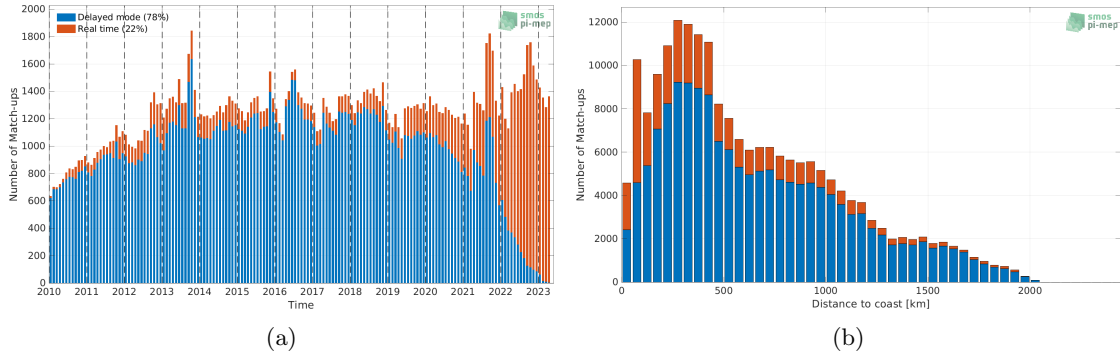 2000
1800
1600
1400
1200
1000
800
600
400
200
0
Number of Match-ups
Delayed mode (78%)
Real time (22%)
smos
pi-mep
2010 2011 2012 2013 2014 2015 2016 2017 2018 2019 2020 2021 2022 2023
Time
(a)
12000
10000
8000
6000
4000
2000
0
Number of Match-ups
smos
pi-mep
0 500 1000 1500 2000
Distance to coast [km]
(b)